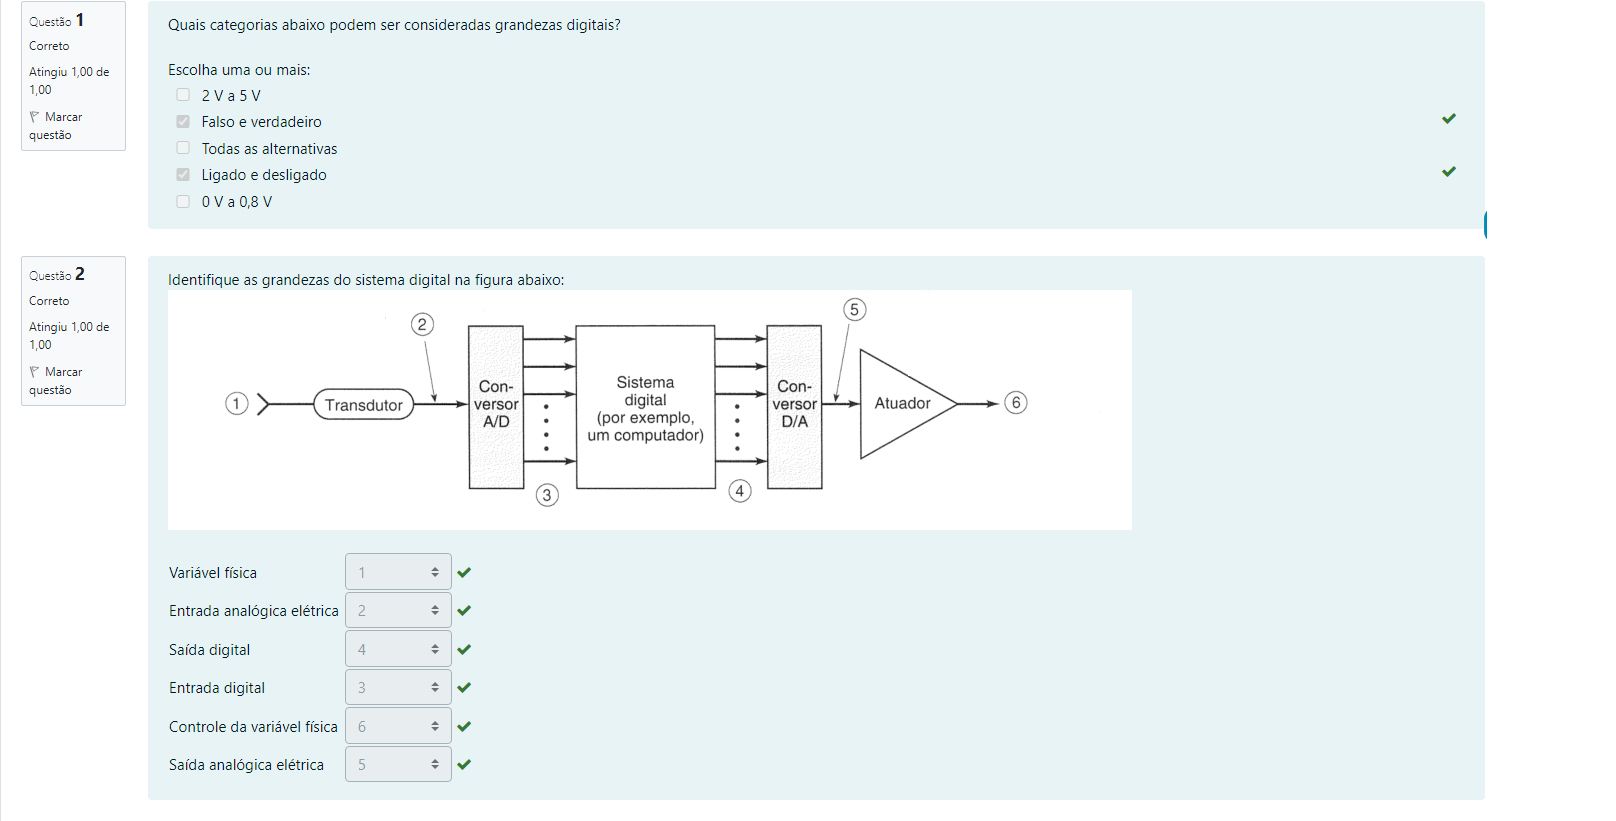 Questão 1
Correto
Atingiu 1,00 de
1,00
Marcar
questão
Quais categorias abaixo podem ser consideradas grandezas digitais?
Escolha uma ou mais:
2 V a 5 V
Falso e verdadeiro
Todas as alternativas
Ligado e desligado
0 V a 0,8 V
Questão 2
Correto
Atingiu 1,00 de
1,00
Marcar
questão
Identifique as grandezas do sistema digital na figura abaixo:
1
Transdutor
2
Con-
versor
A/D
3
Sistema
digital
(por exemplo,
um computador)
4
Con-
versor
D/A
5
Atuador
6
Variável física 1
Entrada analógica elétrica 2
Saída digital 4
Entrada digital 3
Controle da variável física 6
Saída analógica elétrica 5